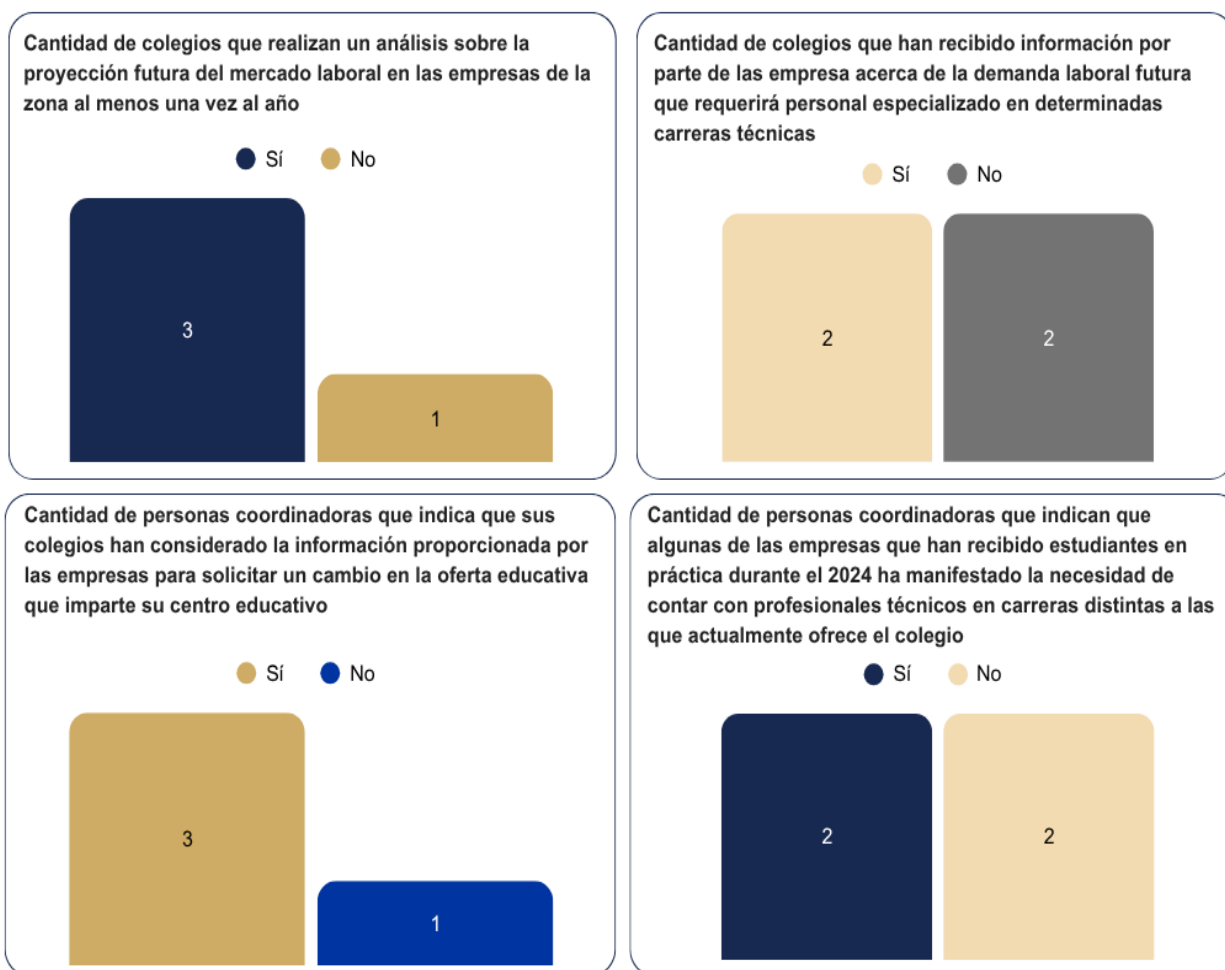 Cantidad de colegios que realizan un análisis sobre la
proyección futura del mercado laboral en las empresas de la
zona al menos una vez al año
Sí No
3
1
Cantidad de colegios que han recibido información por
parte de las empresa acerca de la demanda laboral futura
que requerirá personal especializado en determinadas
carreras técnicas
Sí No
2
2
Cantidad de personas coordinadoras que indica que sus
colegios han considerado la información proporcionada por
las empresas para solicitar un cambio en la oferta educativa
que imparte su centro educativo
Sí No
3
1
Cantidad de personas coordinadoras que indican que
algunas de las empresas que han recibido estudiantes en
práctica durante el 2024 ha manifestado la necesidad de
contar con profesionales técnicos en carreras distintas a las
que actualmente ofrece el colegio
Sí No
2
2